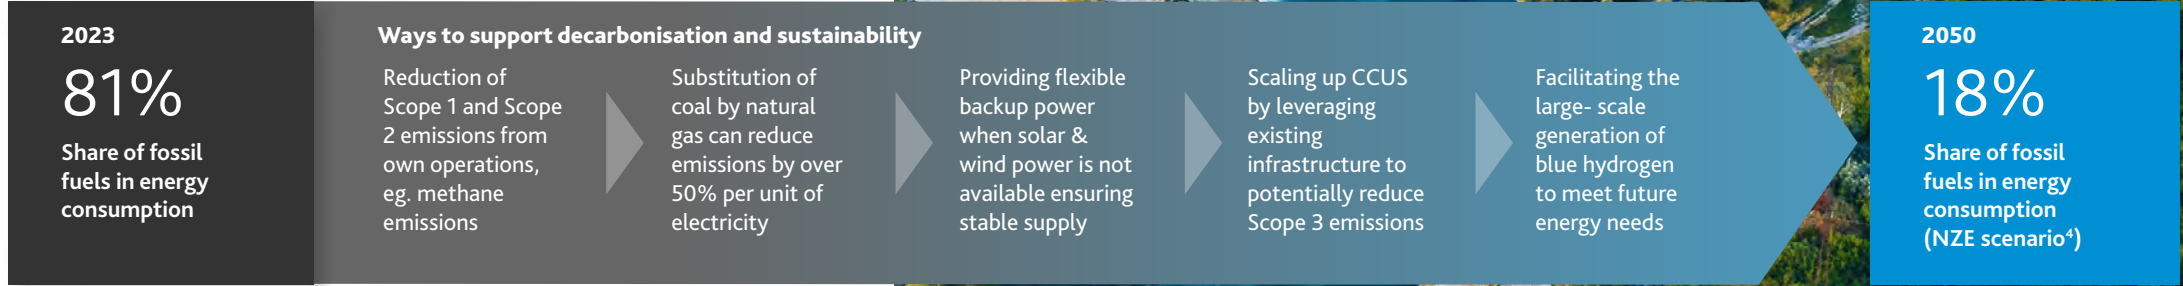 2023
81%
Share of fossil
fuels in energy
consumption
Ways to support decarbonisation and sustainability
Reduction of
Scope 1 and Scope
2 emissions from
own operations,
eg. methane
emissions
Substitution of
coal by natural
gas can reduce
emissions by over
50% per unit of
electricity
Providing flexible
backup power
when solar &
wind power is not
available ensuring
stable supply
Scaling up CCUS
by leveraging
existing
infrastructure to
potentially reduce
Scope 3 emissions
Facilitating the
large- scale
generation of
blue hydrogen
to meet future
energy needs
2050
18%
Share of fossil
fuels in energy
consumption
(NZE scenario⁴)